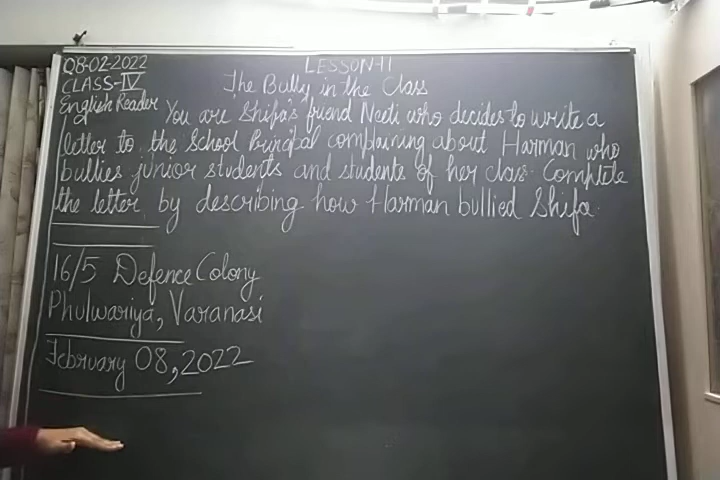 08-02-2022
LESSON-11
CLASS-IV
The Bully in the Class
English Reader
You are Shifa's friend Neeti who decides to write a
letter to the School Principal complaining about Harman who
bullies junior students and students of her class. Complete
the letter by describing how Harman bullied Shifa.
16/5 Defence Colony
Phulwariya, Varanasi
February 08, 2022